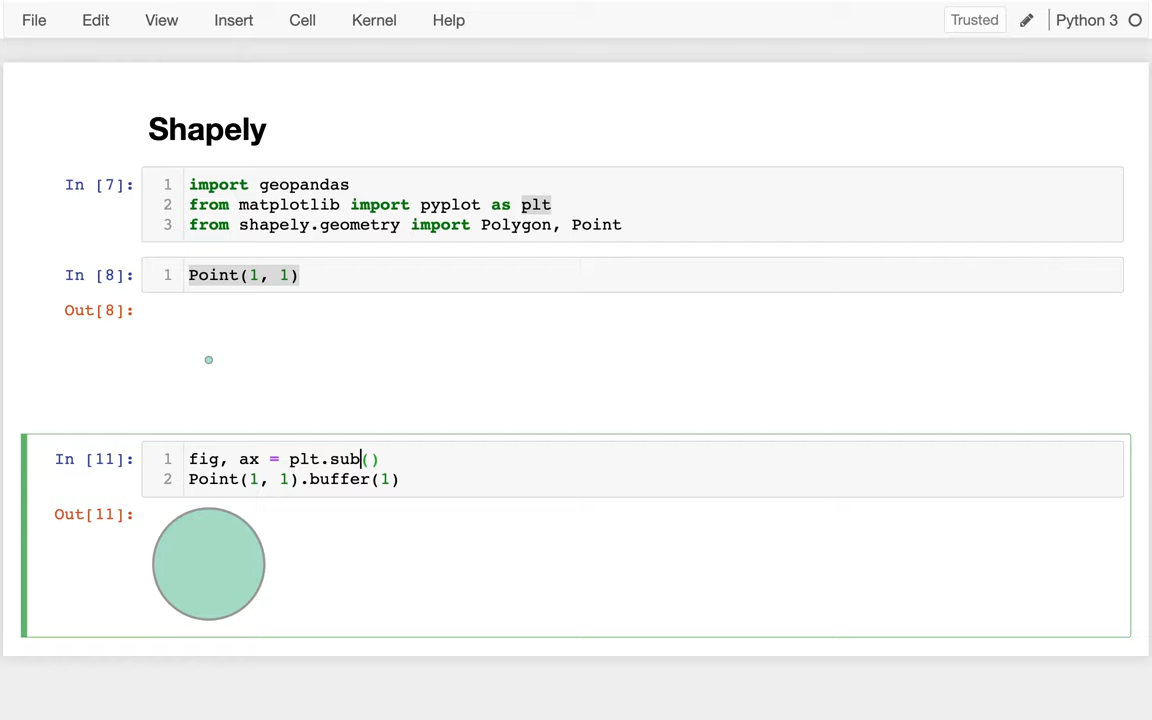 File Edit View Insert Cell Kernel Help Trusted Python 3
Shapely
In [7]: 1 import geopandas
2 from matplotlib import pyplot as plt
3 from shapely.geometry import Polygon, Point
In [8]: 1 Point(1, 1)
Out[8]:
In [11]: 1 fig, ax = plt.sub()
2 Point(1, 1).buffer(1)
Out[11]: